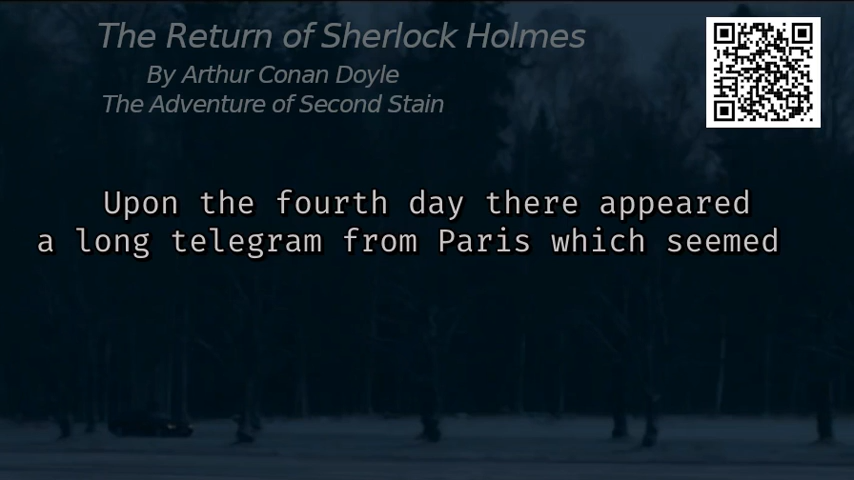 The Return of Sherlock Holmes
By Arthur Conan Doyle
The Adventure of Second Stain
Upon the fourth day there appeared
a long telegram from Paris which seemed